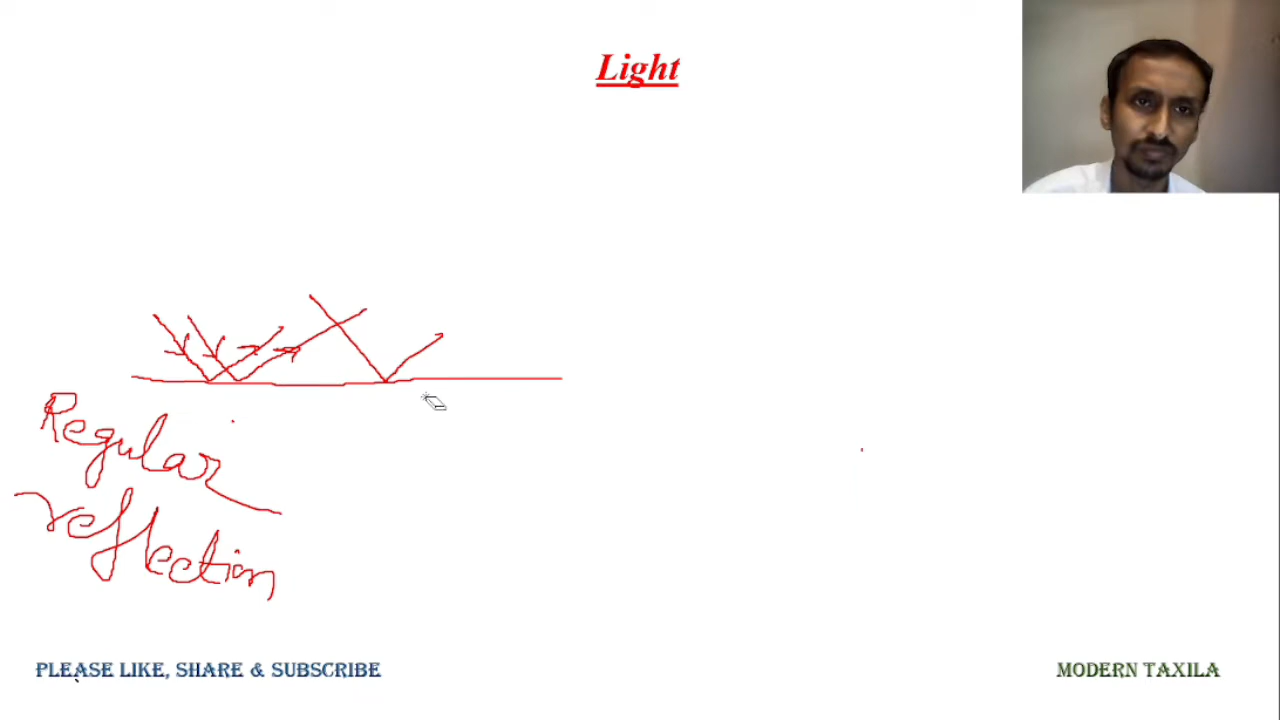 Light
Regular
reflection
PLEASE LIKE, SHARE & SUBSCRIBE
MODERN TAXILA